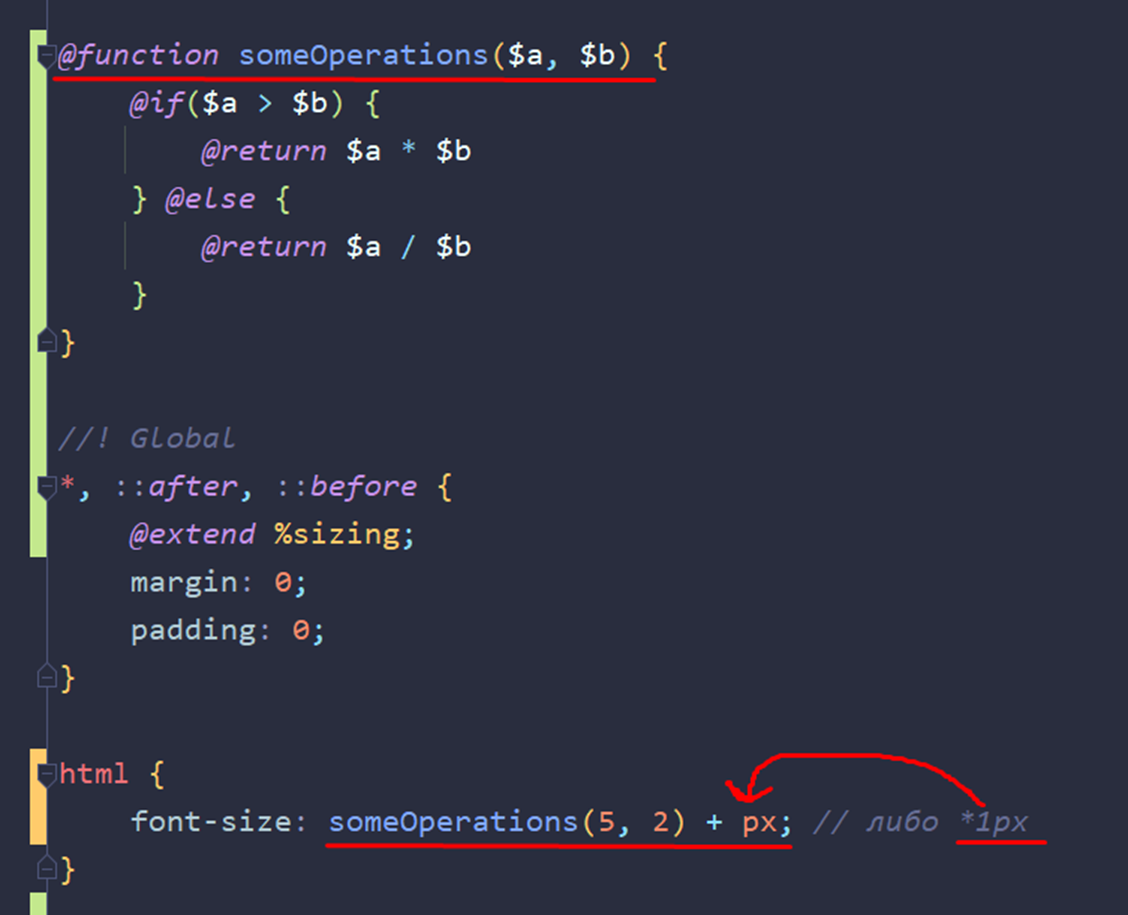 @function someOperations($a, $b) {
@if($a > $b) {
@return $a * $b
} @else {
@return $a / $b
}
}
//! Global
*, ::after, ::before {
@extend %sizing;
margin: 0;
padding: 0;
}
html {
font-size: someOperations(5, 2) + px; // либо *1px
}